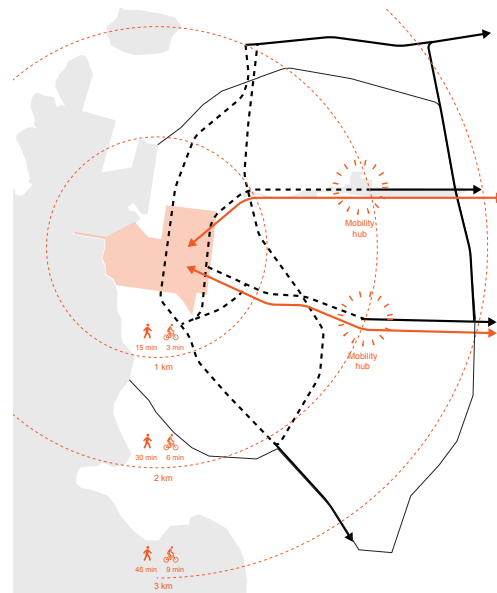 Mobility
hub
Mobility
hub
15 min 3 min
1 km
30 min 6 min
2 km
45 min 9 min
3 km